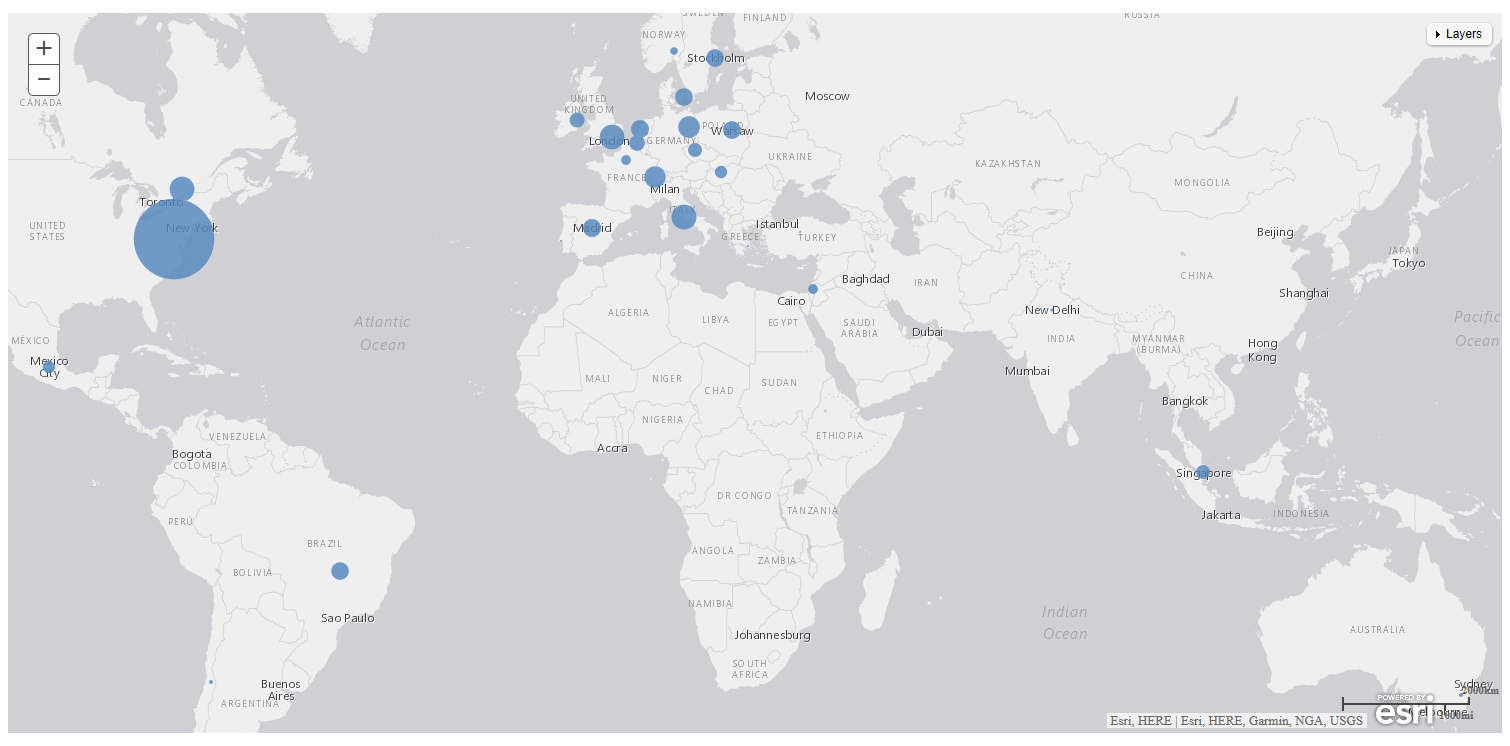 SWEDEN
FINLAND
RUSSIA
NORWAY
Layers
+
−
Stockholm
CANADA
UNITED
KINGDOM
Moscow
London
GERMANY
POLAND
Warsaw
UKRAINE
KAZAKHSTAN
MONGOLIA
FRANCE
Milan
Toronto
ITALY
UNITED
STATES
New York
Madrid
Istanbul
GREECE
TURKEY
Beijing
JAPAN
Tokyo
CHINA
Baghdad
IRAN
Cairo
Shanghai
ALGERIA
LIBYA
EGYPT
SAUDI
ARABIA
New Delhi
Dubai
Atlantic
Ocean
Pacific
Ocean
MÉXICO
INDIA
MYANMAR
(BURMA)
Hong
Kong
Mexico
City
Mumbai
MALI
NIGER
CHAD
SUDAN
Bangkok
NIGERIA
ETHIOPIA
VENEZUELA
Bogota
COLOMBIA
Accra
Singapore
DR CONGO
TANZANIA
Jakarta
INDONESIA
PERÚ
BRAZIL
ANGOLA
ZAMBIA
BOLIVIA
NAMIBIA
Sao Paulo
Indian
Ocean
AUSTRALIA
Johannesburg
SOUTH
AFRICA
Buenos
Aires
ARGENTINA
Sydney
2000km
POWERED BY
esri
Melbourne
1000mi
Esri, HERE | Esri, HERE, Garmin, NGA, USGS